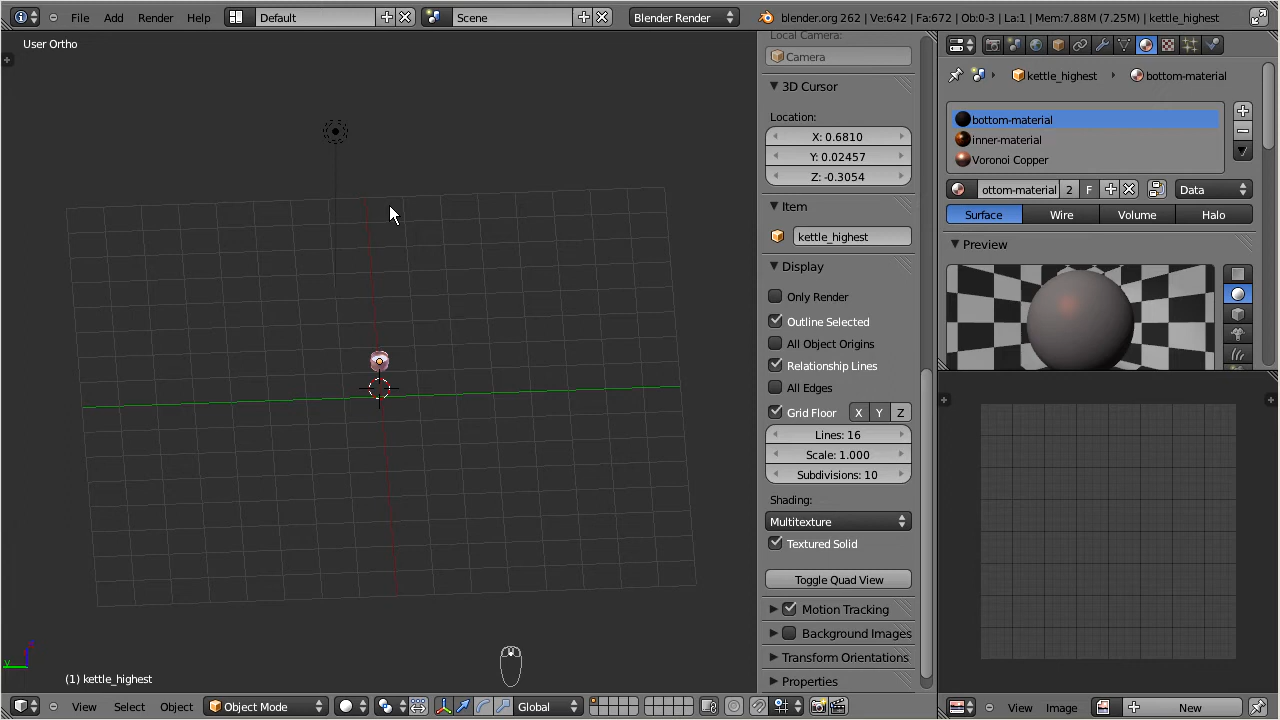 File Add Render Help Default Scene Blender Render blender.org 262 | Ve:642 | Fa:672 | Ob:0-3 | La:1 | Mem:7.88M (7.25M) | kettle_highest
User Ortho
Local Camera:
Camera
3D Cursor
Location:
X: 0.6810
Y: 0.02457
Z: -0.3054
Item
kettle_highest
Display
Only Render
Outline Selected
All Object Origins
Relationship Lines
All Edges
Grid Floor X Y Z
Lines: 16
Scale: 1.000
Subdivisions: 10
Shading:
Multitexture
Textured Solid
Toggle Quad View
Motion Tracking
Background Images
Transform Orientations
Properties
kettle_highest bottom-material
bottom-material
inner-material
Voronoi Copper
ottom-material 2 F Data
Surface Wire Volume Halo
Preview
y
(1) kettle_highest
View Select Object Object Mode Global
View Image New